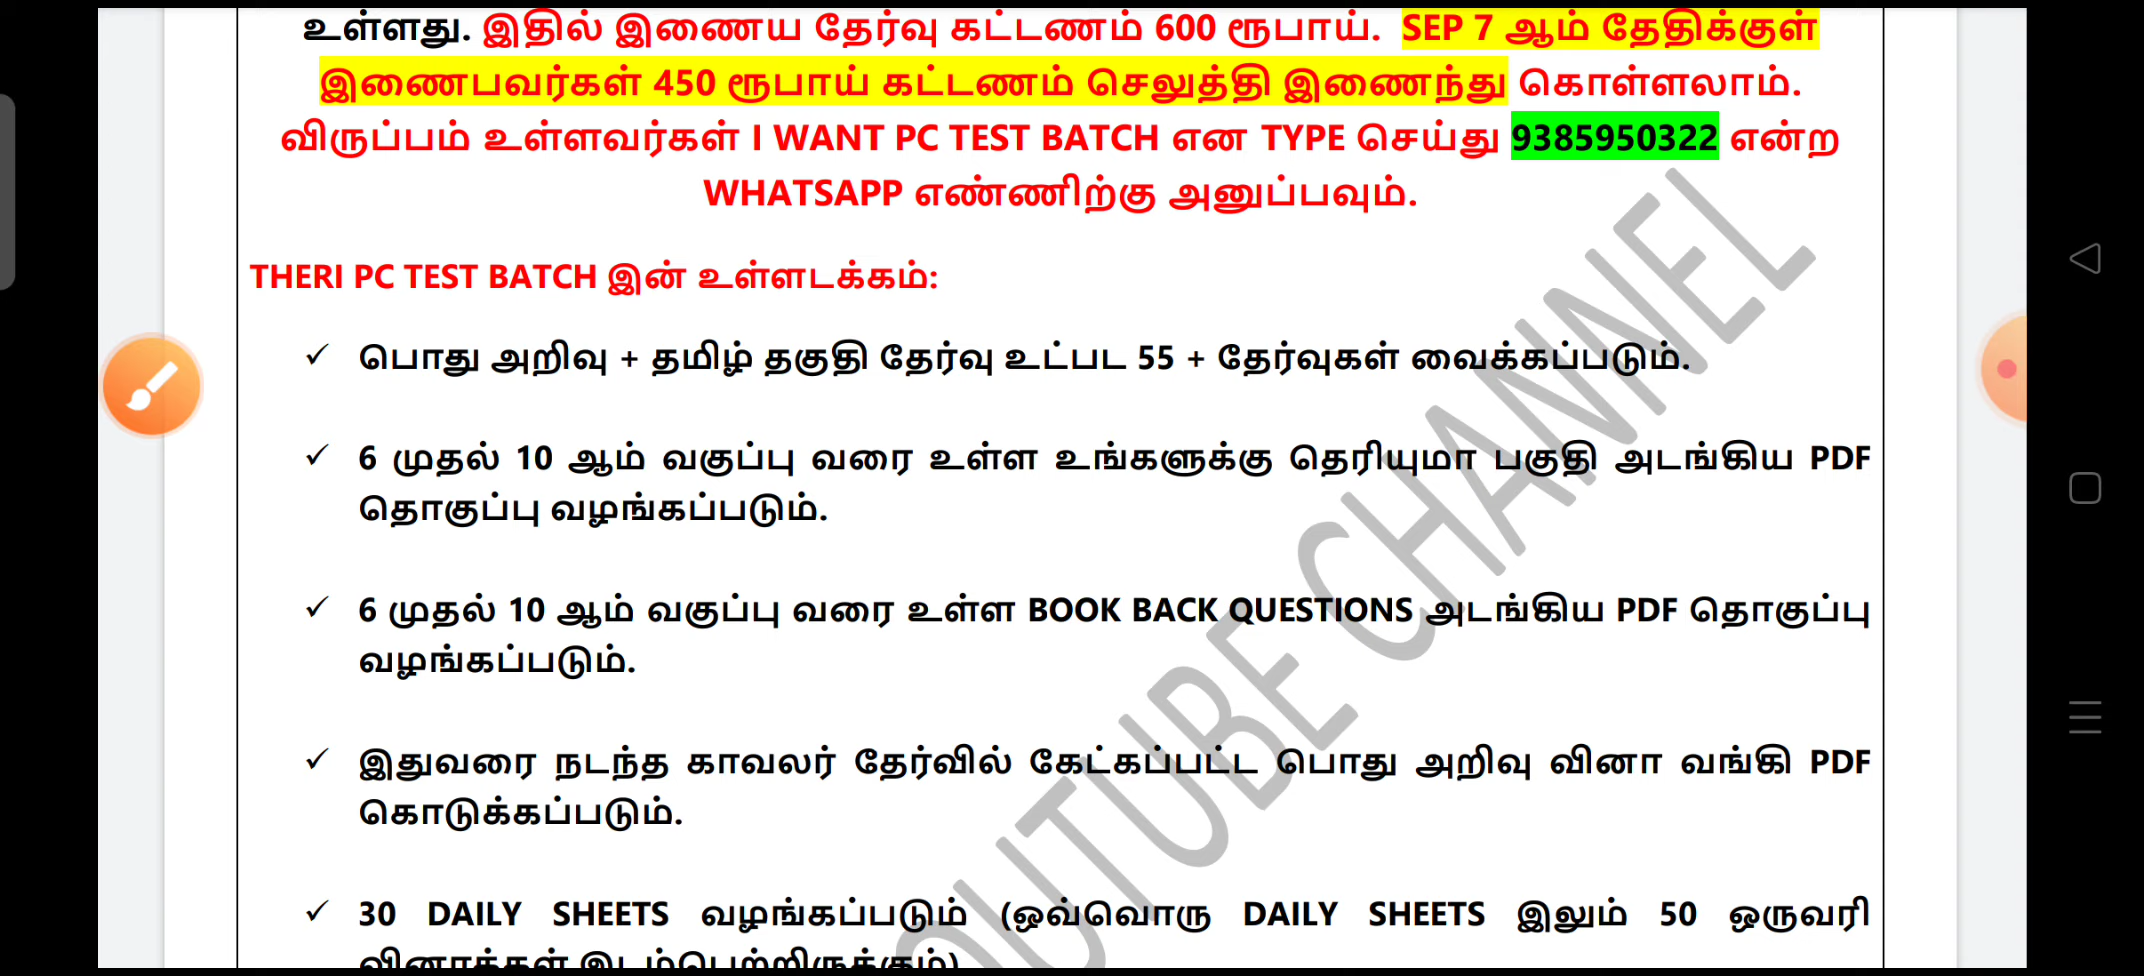 உள்ளது. இதில் இணைய தேர்வு கட்டணம் 600 ரூபாய். SEP 7 ஆம் தேதிக்குள்
இணைபவர்கள் 450 ரூபாய் கட்டணம் செலுத்தி இணைந்து கொள்ளலாம்.
விருப்பம் உள்ளவர்கள் I WANT PC TEST BATCH என TYPE செய்து 9385950322 என்ற
WHATSAPP எண்ணிற்கு அனுப்பவும்.
THERI PC TEST BATCH இன் உள்ளடக்கம்:
✓ பொது அறிவு + தமிழ் தகுதி தேர்வு உட்பட 55 + தேர்வுகள் வைக்கப்படும்.
✓ 6 முதல் 10 ஆம் வகுப்பு வரை உள்ள உங்களுக்கு தெரியுமா பகுதி அடங்கிய PDF
தொகுப்பு வழங்கப்படும்.
✓ 6 முதல் 10 ஆம் வகுப்பு வரை உள்ள BOOK BACK QUESTIONS அடங்கிய PDF தொகுப்பு
வழங்கப்படும்.
✓ இதுவரை நடந்த காவலர் தேர்வில் கேட்கப்பட்ட பொது அறிவு வினா வங்கி PDF
கொடுக்கப்படும்.
✓ 30 DAILY SHEETS வழங்கப்படும் (ஒவ்வொரு DAILY SHEETS இலும் 50 ஒருவரி
வினாக்கள் இடம்பெற்றிருக்கும்)
OUTUBE CHANNEL